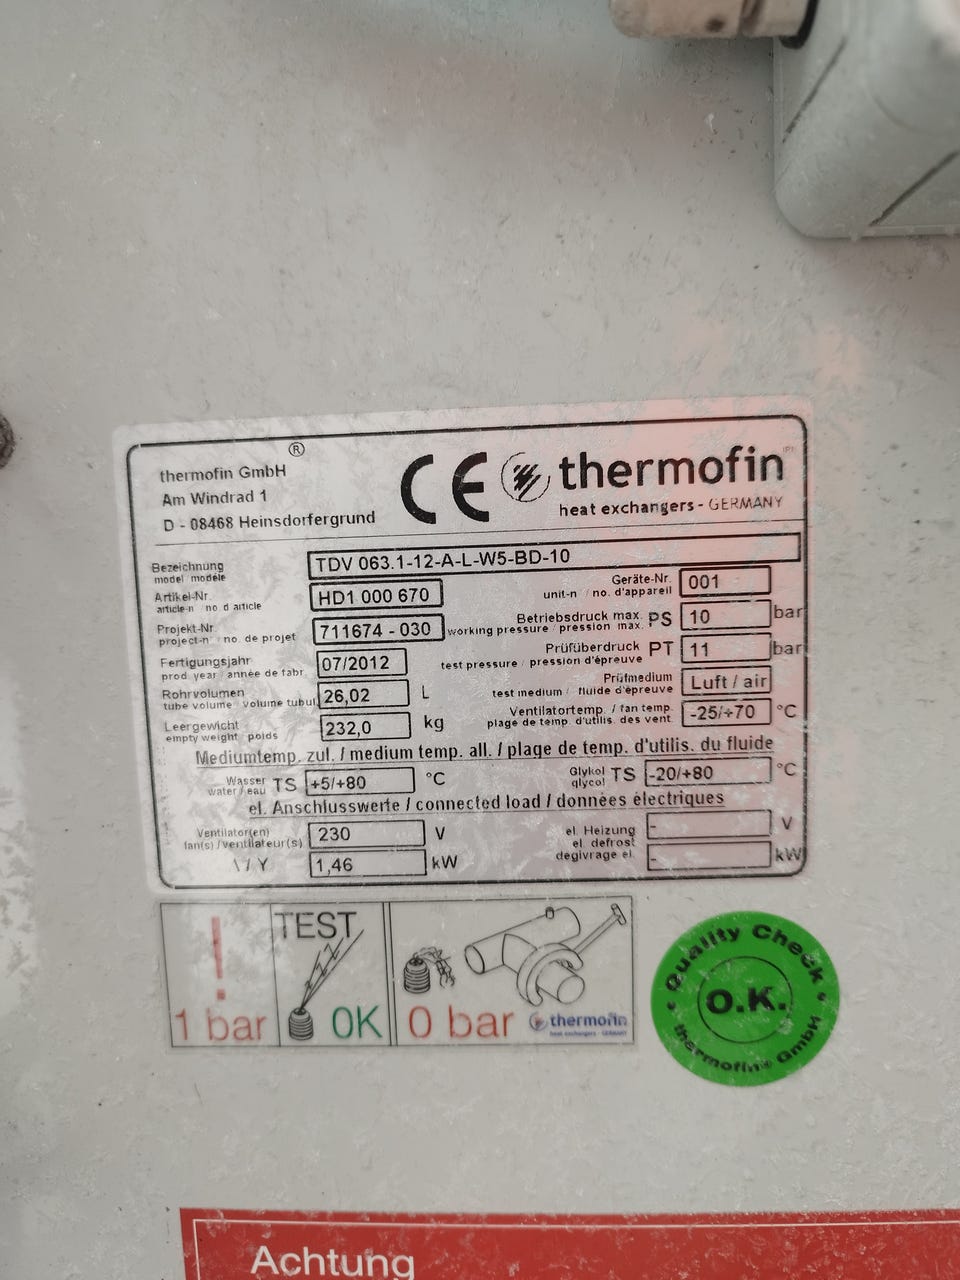 thermofin GmbH ®
Am Windrad 1
D - 08468 Heinsdorfergrund
CE
thermofin
heat exchangers - GERMANY
Bezeichnung
model modèle
TDV 063.1-12-A-L-W5-BD-10
Artikel-Nr.
article-n no d article
HD1 000 670
Geräte-Nr.
unit-n / no. d'appareil
001
Projekt-Nr
project-n / no. de projet
711674 - 030
Betriebsdruck max. PS 10 bar
working pressure / pression max.
Fertigungsjahr
prod year / année de fabr
07/2012
Prüfüberdruck PT 11 bar
test pressure / pression d'épreuve
Rohrvolumen
tube volume / volume tubul
26,02 L
Prüfmedium
test medium / fluide d'épreuve
Luft / air
Leergewicht
empty weight poids
232,0 kg
Ventilatortemp. / fan temp.
plage de temp. d'utilis. des vent.
-25/+70 °C
Mediumtemp. zul. / medium temp. all. / plage de temp. d'utilis. du fluide
Wasser
water / eau
TS +5/+80 °C
Glykol
glycol
TS -20/+80 °C
el. Anschlusswerte / connected load / données électriques
Ventilator(en)
fan(s) / ventilateur(s)
230 V
/ Y
1,46 kW
el. Heizung
el. defrost
degivrage el.
- V
- kW
TEST
!
1 bar
OK
0 bar
thermofin
heat exchangers - GERMANY
Quality Check
O.K.
thermofin® GmbH
Achtung